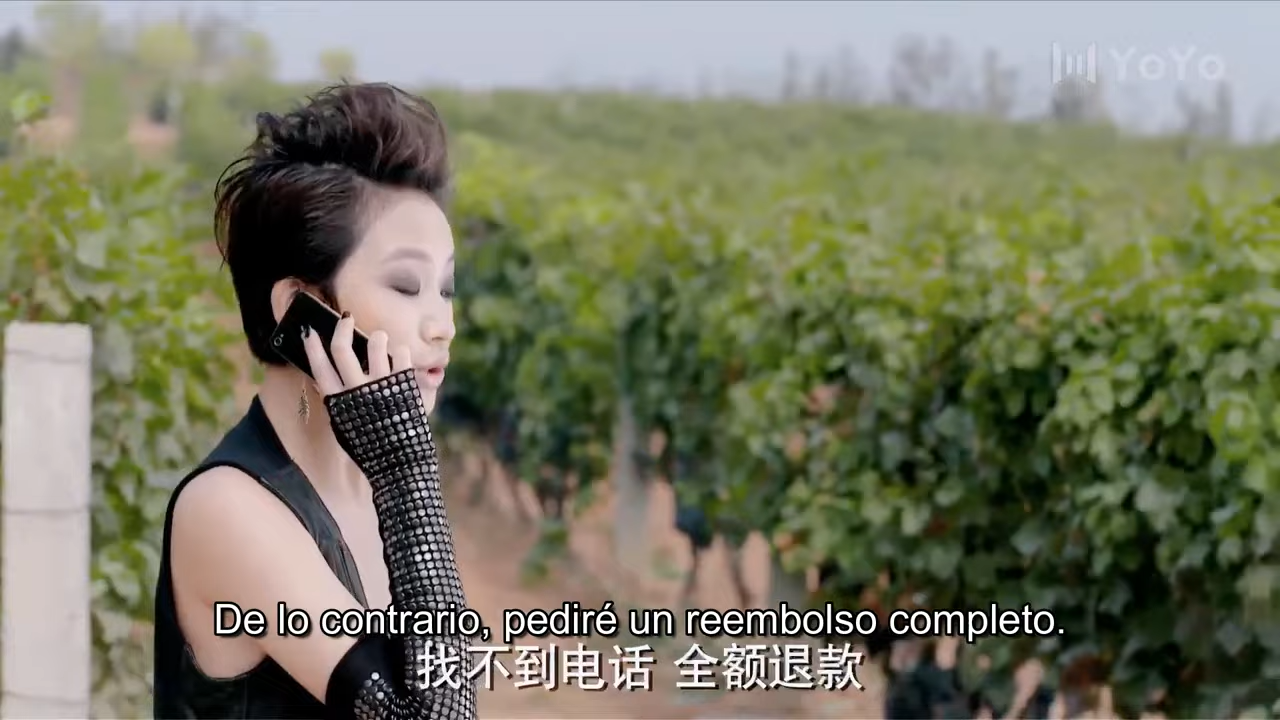 YoYo
De lo contrario, pediré un reembolso completo.
找不到电话 全额退款